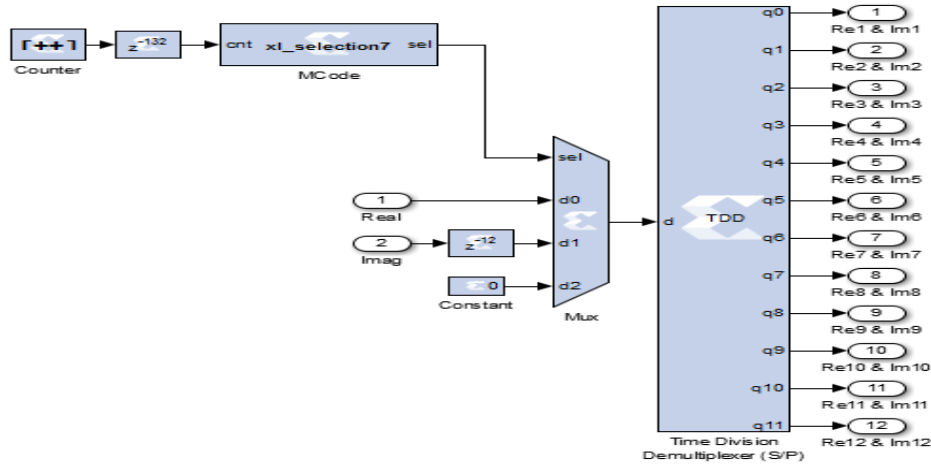 ++
Counter
z-132
cnt xl_selection7 sel
MCode
sel
d0
d1
d2
Mux
1
Real
2
Imag
z-12
0
Constant
d
TDD
q0
q1
q2
q3
q4
q5
q6
q7
q8
q9
q10
q11
Time Division
Demultiplexer (S/P)
1
Re1 & Im1
2
Re2 & Im2
3
Re3 & Im3
4
Re4 & Im4
5
Re5 & Im5
6
Re6 & Im6
7
Re7 & Im7
8
Re8 & Im8
9
Re9 & Im9
10
Re10 & Im10
11
Re11 & Im11
12
Re12 & Im12